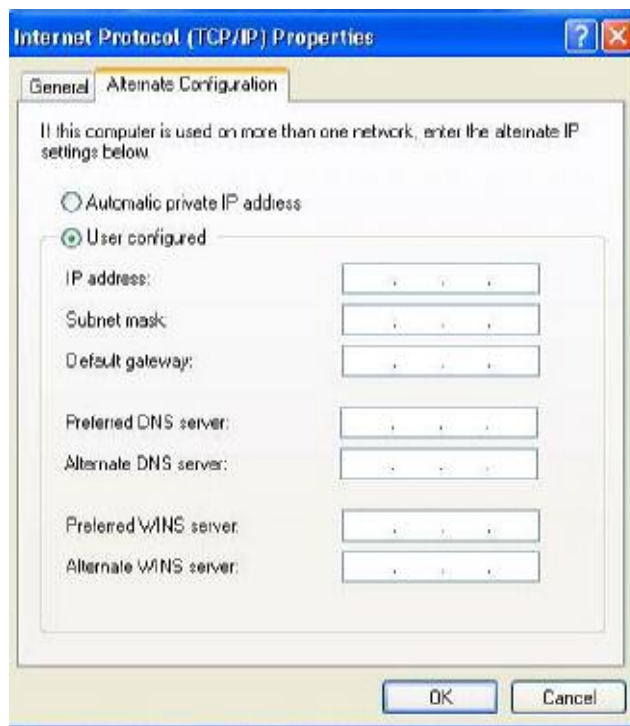 Internet Protocol (TCP/IP) Properties
General
Alternate Configuration
If this computer is used on more than one network, enter the alternate IP
settings below.
Automatic private IP address
User configured
IP address:
Subnet mask:
Default gateway:
Preferred DNS server:
Alternate DNS server:
Preferred WINS server:
Alternate WINS server:
OK
Cancel